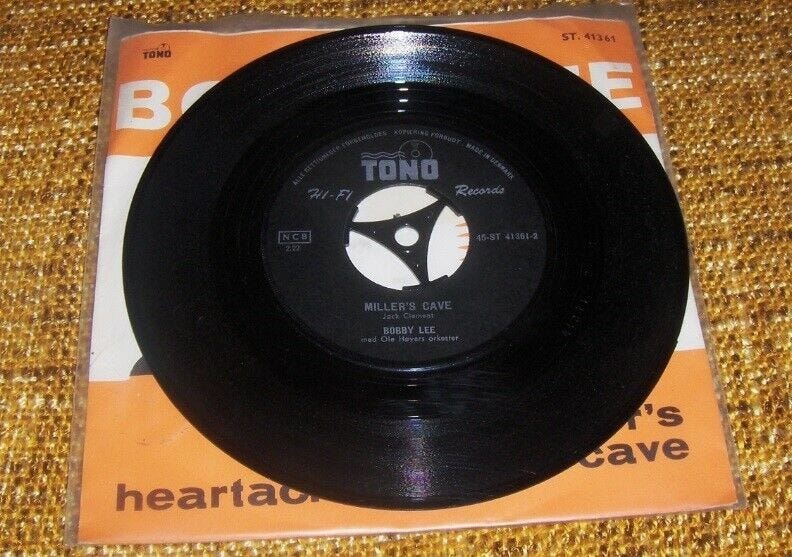 TONO
ST. 41361
BO E
ALLE RETTIGHEDER FORBEHOLDES KOPIERING FORBUDT MADE IN DENMARK
TONO
HI-FI Records
NCB
2.22
45-ST 41361-2
MILLER'S CAVE
Jack Clement
BOBBY LEE
med Ole Høyers orkester
r's
heartac cave